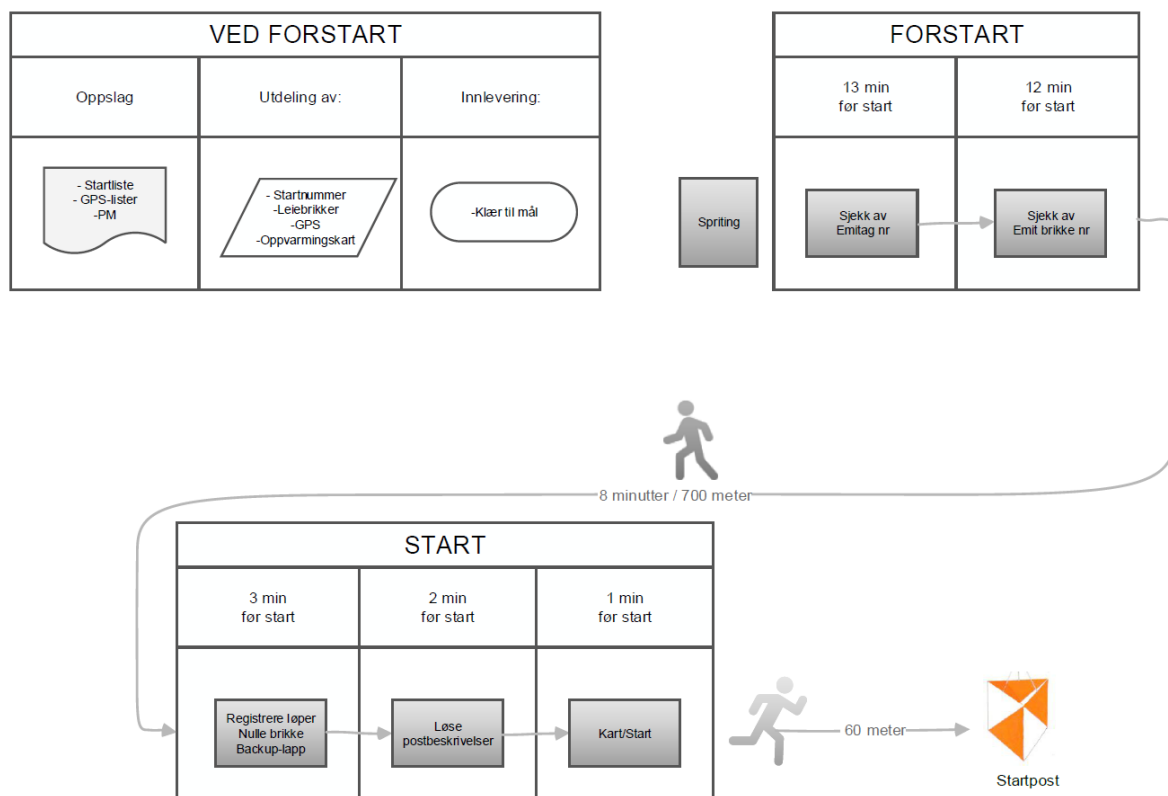 VED FORSTART
Oppslag
Utdeling av:
Innlevering:
- Startliste
- GPS-lister
-PM
- Startnummer
-Leiebrikker
-GPS
-Oppvarmingskart
-Klær til mål
Spriting
FORSTART
13 min
før start
12 min
før start
Sjekk av
Emitag nr
Sjekk av
Emit brikke nr
8 minutter / 700 meter
START
3 min
før start
2 min
før start
1 min
før start
Registrere løper
Nulle brikke
Backup-lapp
Løse
postbeskrivelser
Kart/Start
60 meter
Startpost